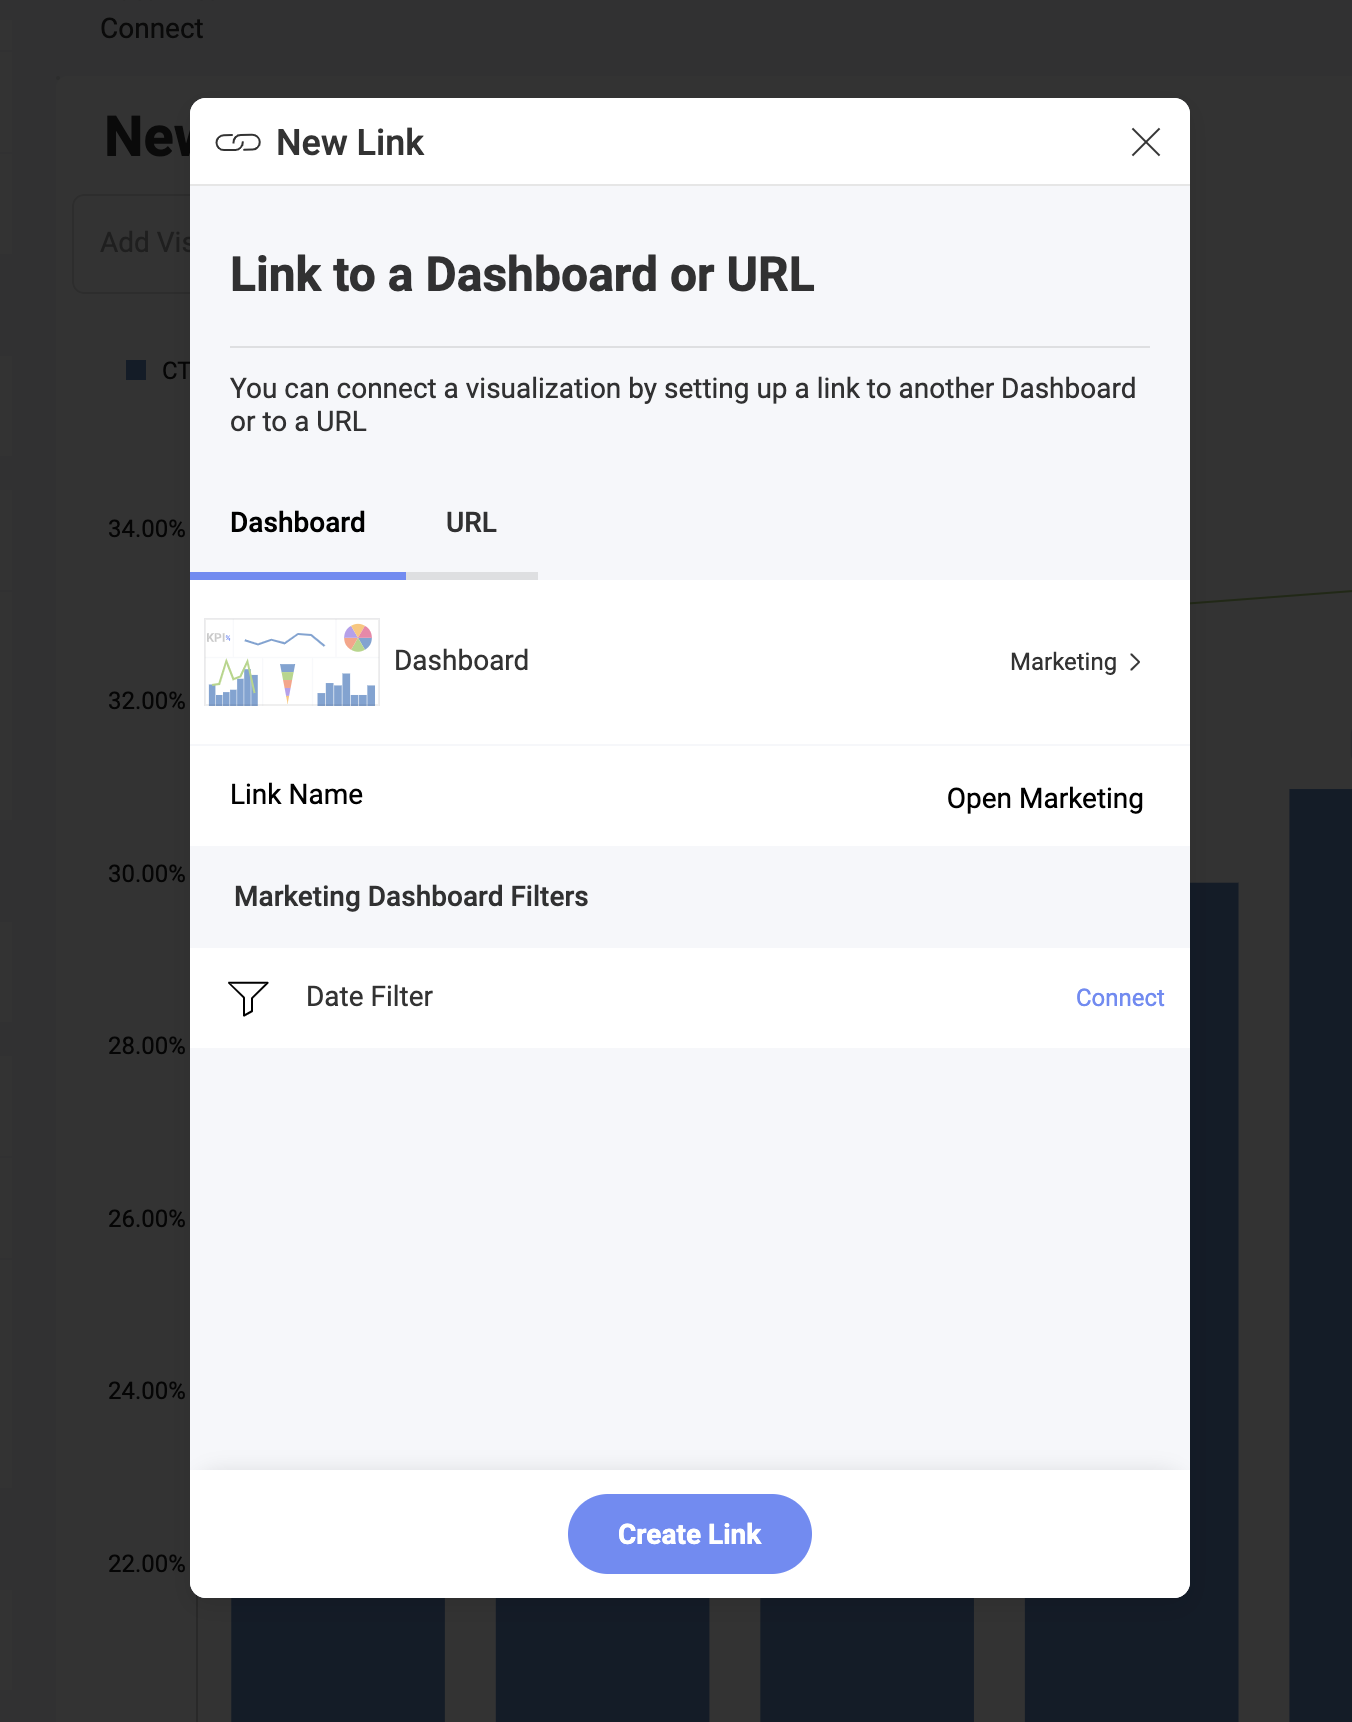 Connect
New Link
Link to a Dashboard or URL
You can connect a visualization by setting up a link to another Dashboard
or to a URL
Dashboard
URL
KPI%
Dashboard
Marketing
Link Name
Open Marketing
Marketing Dashboard Filters
Date Filter
Connect
Create Link
New
Add Vis
CT
34.00%
32.00%
30.00%
28.00%
26.00%
24.00%
22.00%